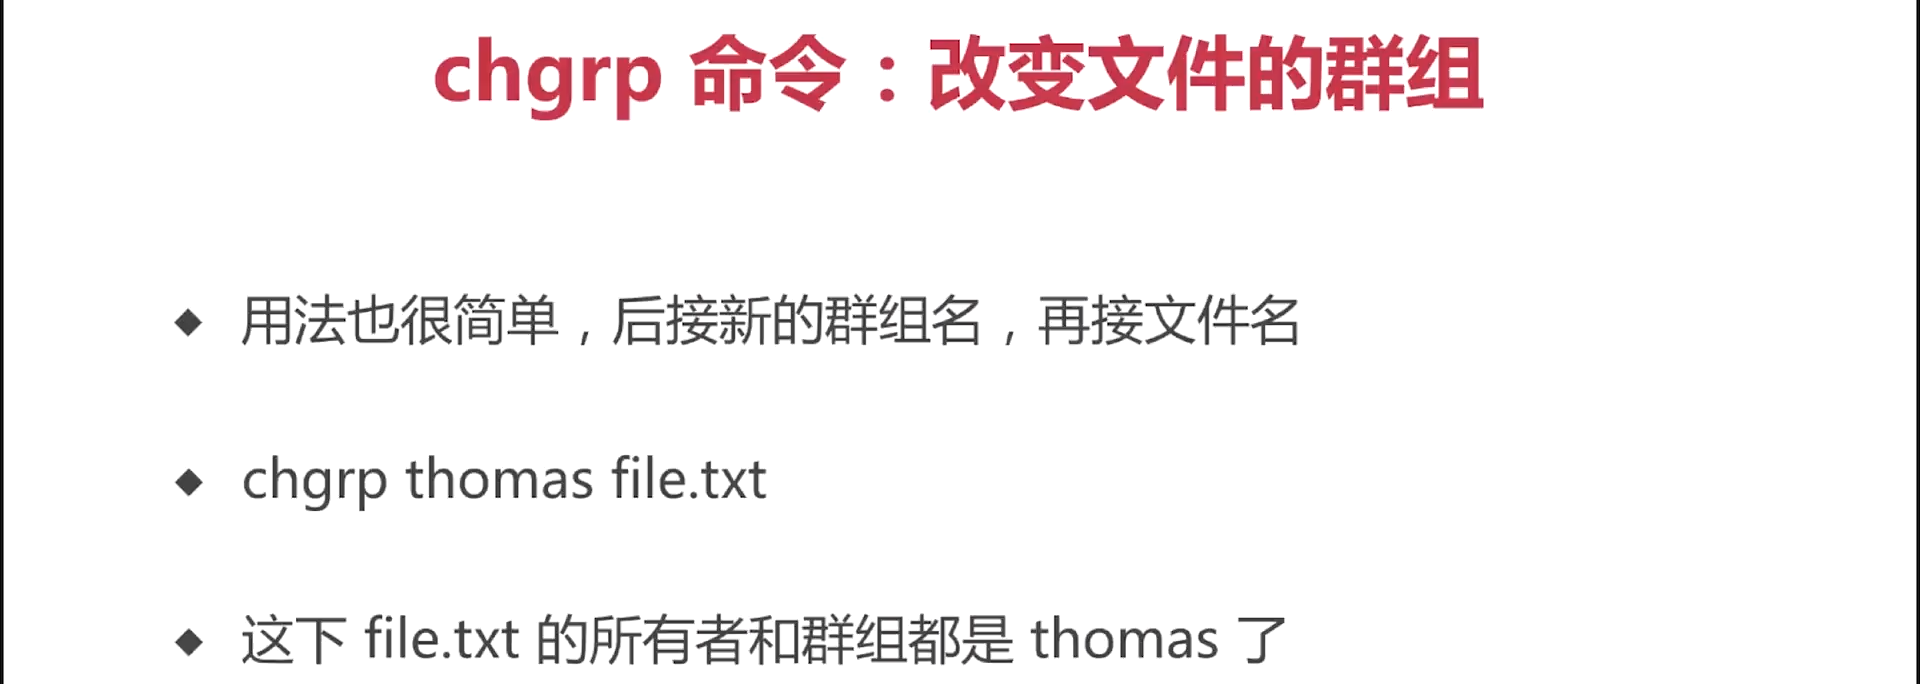 chgrp 命令：改变文件的群组
◆ 用法也很简单，后接新的群组名，再接文件名
◆ chgrp thomas file.txt
◆ 这下 file.txt 的所有者和群组都是 thomas 了